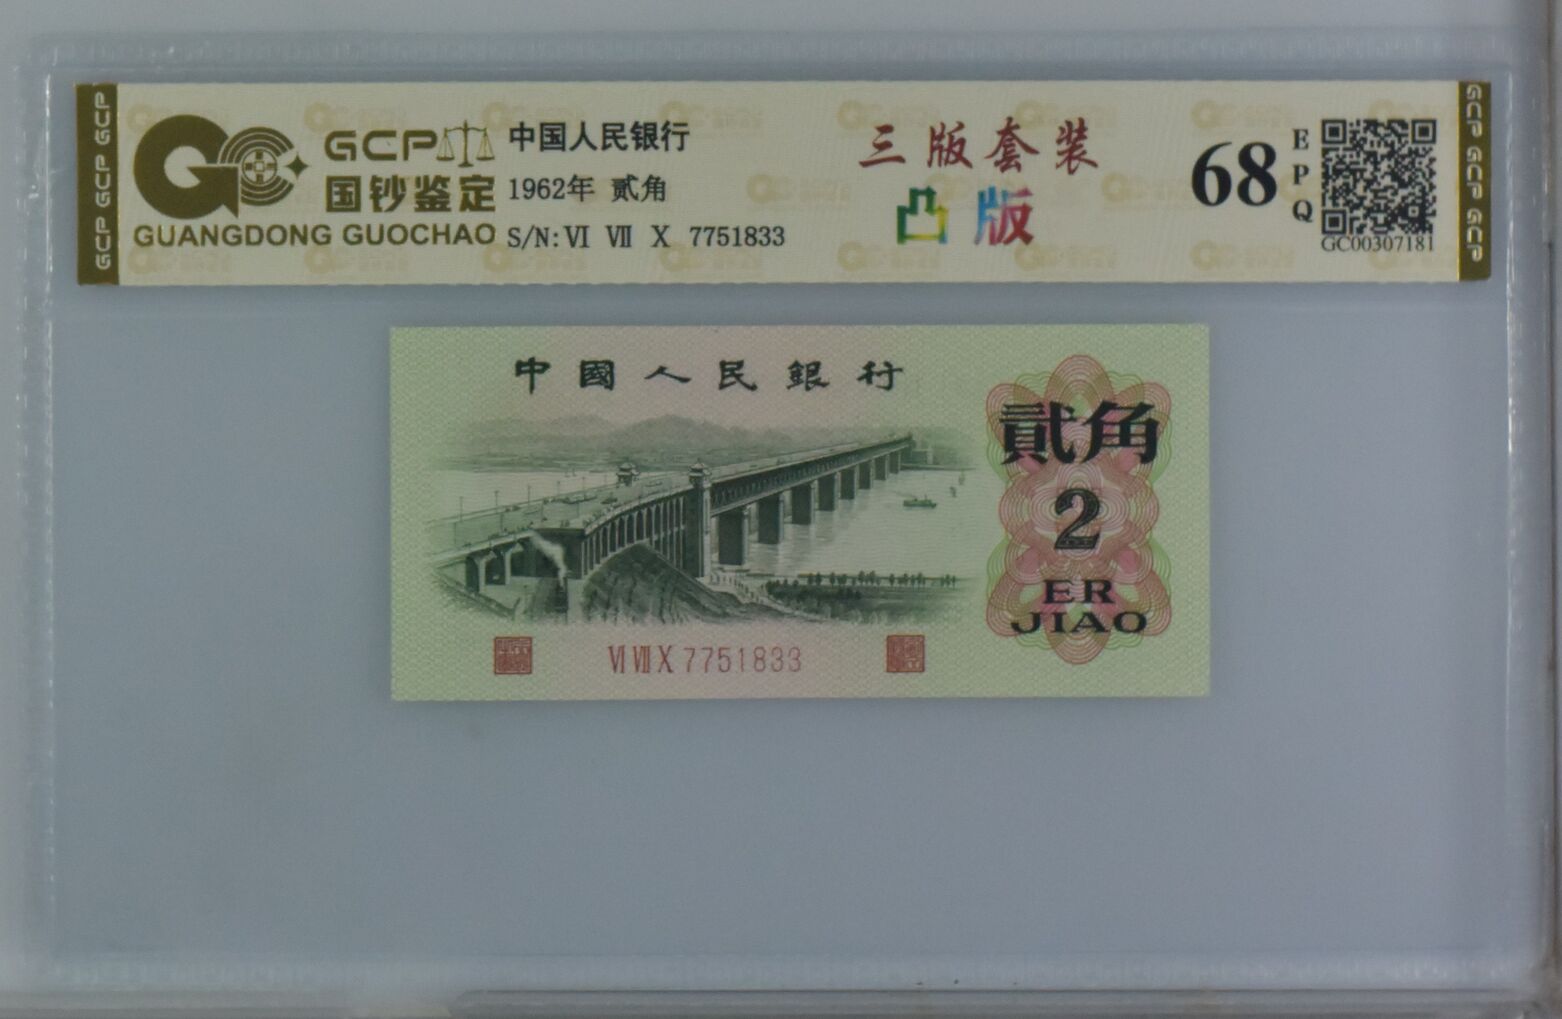 GCP GCP GCP
GCP
国钞鉴定
GUANGDONG GUOCHAO
中国人民银行
1962年 贰角
S/N: Ⅵ Ⅶ Ⅹ 7751833
三版套装
凸版
68
EPQ
GC00307181
GCP GCP GCP
中國人民銀行
貳角
2
ER
JIAO
Ⅵ Ⅶ Ⅹ 7751833